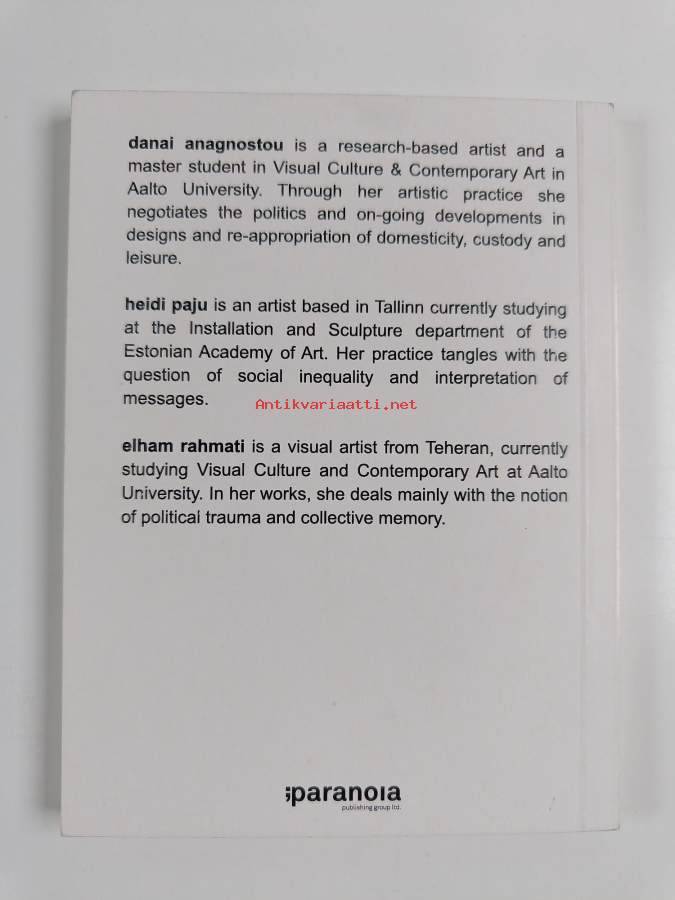 danai anagnostou is a research-based artist and a
master student in Visual Culture & Contemporary Art in
Aalto University. Through her artistic practice she
negotiates the politics and on-going developments in
designs and re-appropriation of domesticity, custody and
leisure.
heidi paju is an artist based in Tallinn currently studying
at the Installation and Sculpture department of the
Estonian Academy of Art. Her practice tangles with the
question of social inequality and interpretation of
messages.
Antikvariaatti.net
elham rahmati is a visual artist from Teheran, currently
studying Visual Culture and Contemporary Art at Aalto
University. In her works, she deals mainly with the notion
of political trauma and collective memory.
;paranoia
publishing group ltd.